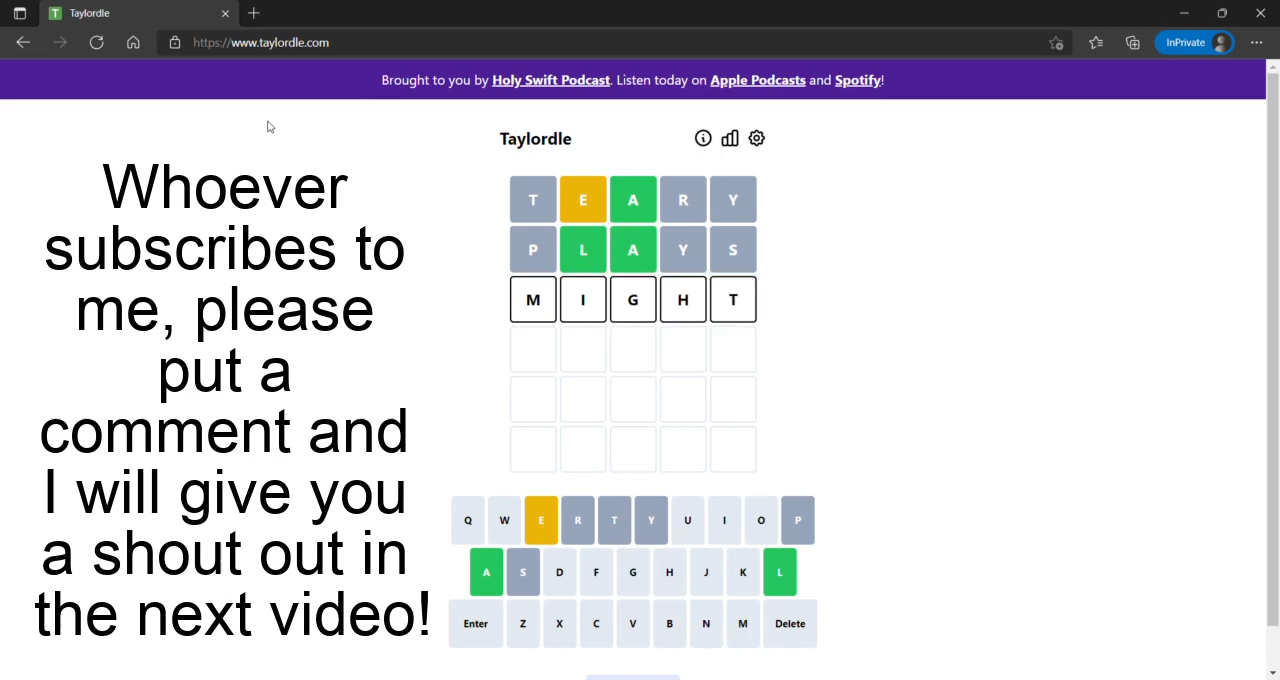 Taylordle
https://www.taylordle.com
InPrivate
Brought to you by Holy Swift Podcast. Listen today on Apple Podcasts and Spotify!
Taylordle
T E A R Y
P L A Y S
M I G H T
Q W E R T Y U I O P
A S D F G H J K L
Enter Z X C V B N M Delete
Whoever
subscribes to
me, please
put a
comment and
I will give you
a shout out in
the next video!